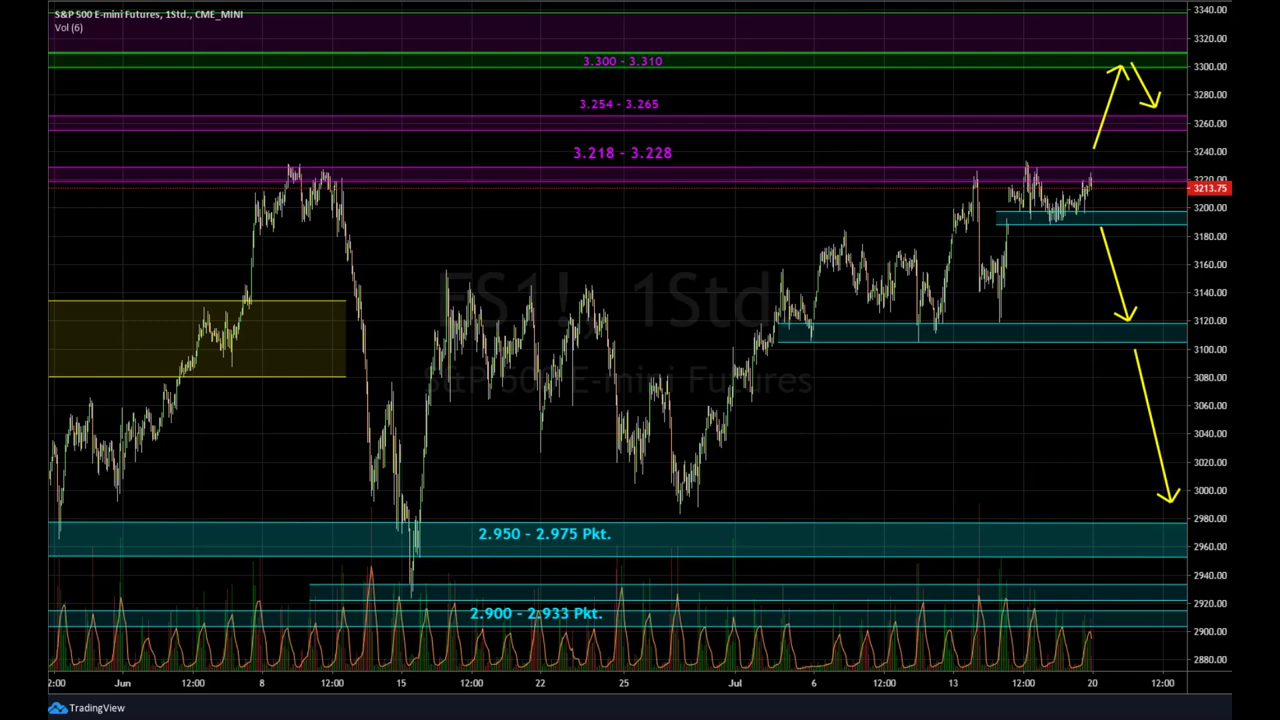 S&P 500 E-mini Futures, 1Std., CME_MINI
Vol (6)
3.300 - 3.310
3.254 - 3.265
3.218 - 3.228
ES1!, 1Std.
S&P 500 E-mini Futures
2.950 - 2.975 Pkt.
2.900 - 2.933 Pkt.
3340.00
3320.00
3300.00
3280.00
3260.00
3240.00
3220.00
3213.75
3200.00
3180.00
3160.00
3140.00
3120.00
3100.00
3080.00
3060.00
3040.00
3020.00
3000.00
2980.00
2960.00
2940.00
2920.00
2900.00
2880.00
2:00 Jun 12:00 8 12:00 15 12:00 22 25 Jul 6 12:00 13 12:00 20 12:00
TradingView